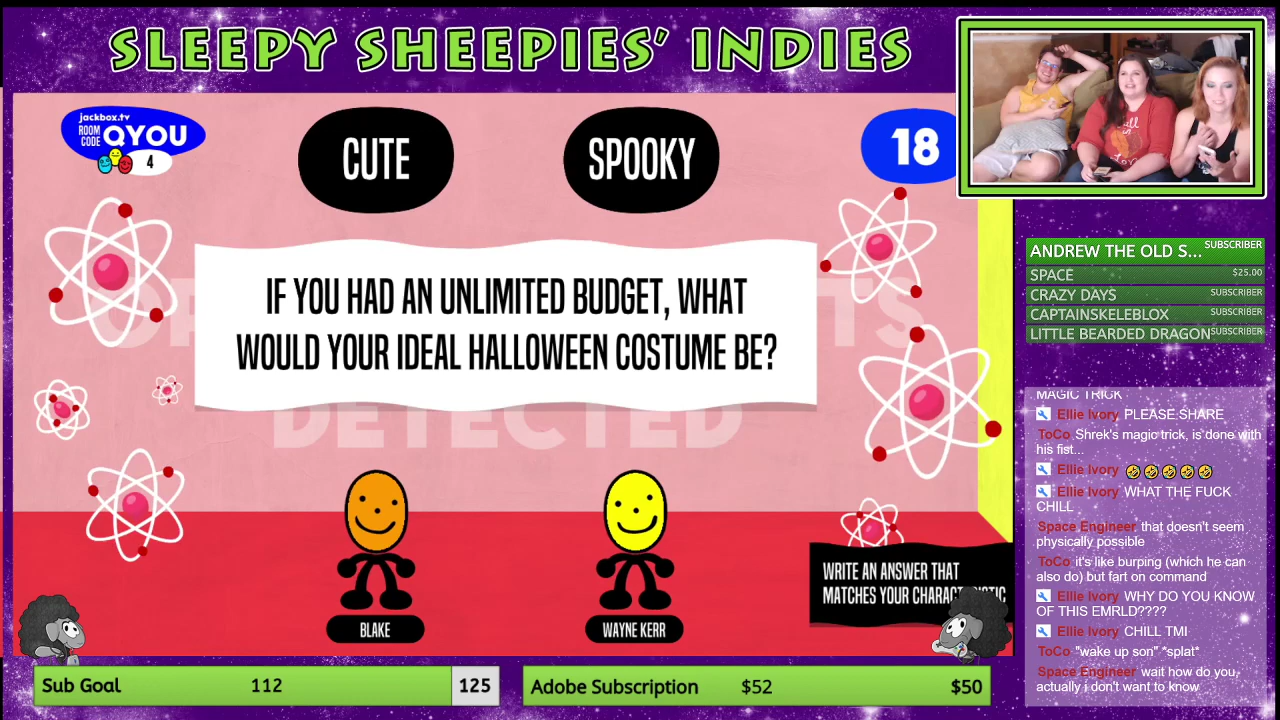 SLEEPY SHEEPIES' INDIES
jackbox.tv
ROOM CODE QYOU
4
CUTE
SPOOKY
18
IF YOU HAD AN UNLIMITED BUDGET, WHAT
WOULD YOUR IDEAL HALLOWEEN COSTUME BE?
DETECTED
BLAKE
WAYNE KERR
WRITE AN ANSWER THAT
MATCHES YOUR CHARACTERISTIC
Sub Goal 112 125
Adobe Subscription $52 $50
ANDREW THE OLD S... SUBSCRIBER
SPACE $25.00
CRAZY DAYS SUBSCRIBER
CAPTAINSKELEBLOX SUBSCRIBER
LITTLE BEARDED DRAGON SUBSCRIBER
MAGIC TRICK
Ellie Ivory PLEASE SHARE
ToCo Shrek's magic trick, is done with
his fist...
Ellie Ivory 🤣🤣🤣🤣🤣
Ellie Ivory WHAT THE FUCK
CHILL
Space Engineer that doesn't seem
physically possible
ToCo it's like burping (which he can
also do) but fart on command
Ellie Ivory WHY DO YOU KNOW
OF THIS EMRLD????
Ellie Ivory CHILL TMI
ToCo "wake up son" *splat*
Space Engineer wait how do you,
actually i don't want to know